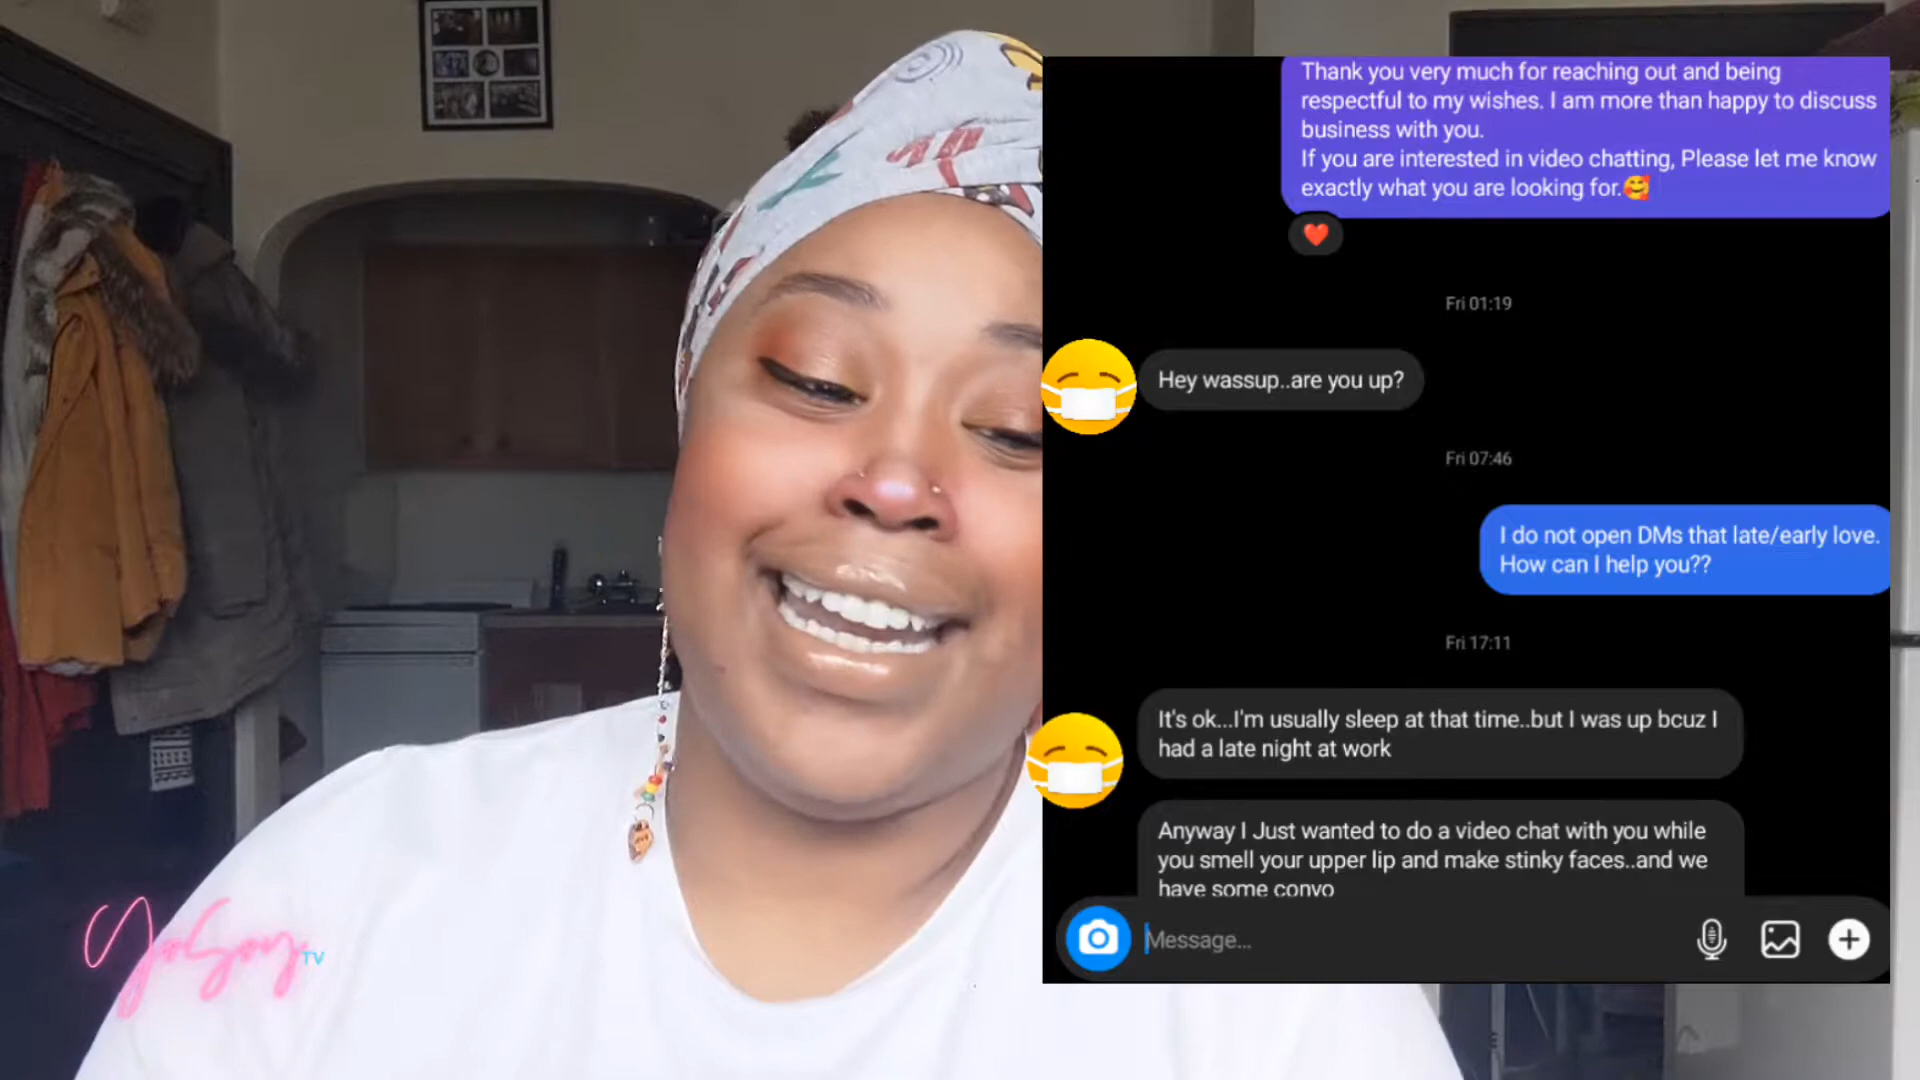 Thank you very much for reaching out and being
respectful to my wishes. I am more than happy to discuss
business with you.
If you are interested in video chatting, Please let me know
exactly what you are looking for.🥰
Fri 01:19
Hey wassup..are you up?
Fri 07:46
I do not open DMs that late/early love.
How can I help you??
Fri 17:11
It's ok...I'm usually sleep at that time..but I was up bcuz I
had a late night at work
Anyway I Just wanted to do a video chat with you while
you smell your upper lip and make stinky faces..and we
have some convo
Message...
YoSoy TV